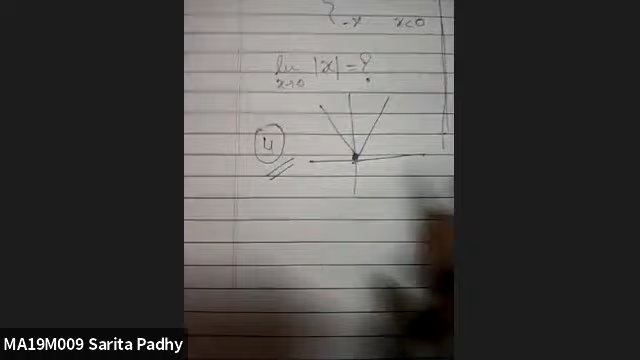 -x x<0
lim |x| = ?
x→0
4
MA19M009 Sarita Padhy